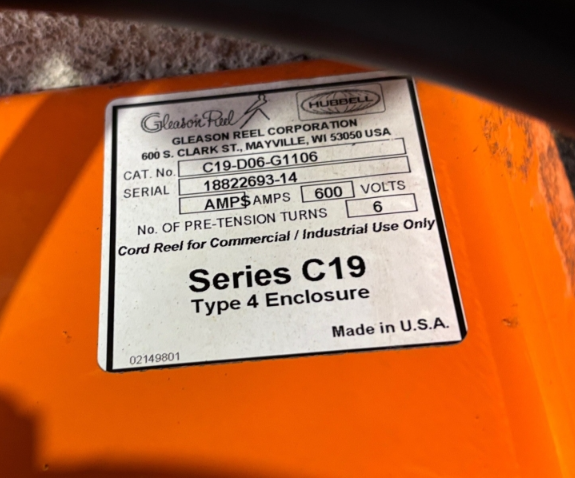 Gleason Reel
HUBBELL
GLEASON REEL CORPORATION
600 S. CLARK ST., MAYVILLE, WI 53050 USA
CAT. No. C19-D06-G1106
SERIAL 18822693-14
AMP$ AMPS 600 VOLTS
No. OF PRE-TENSION TURNS 6
Cord Reel for Commercial / Industrial Use Only
Series C19
Type 4 Enclosure
Made in U.S.A.
02149801